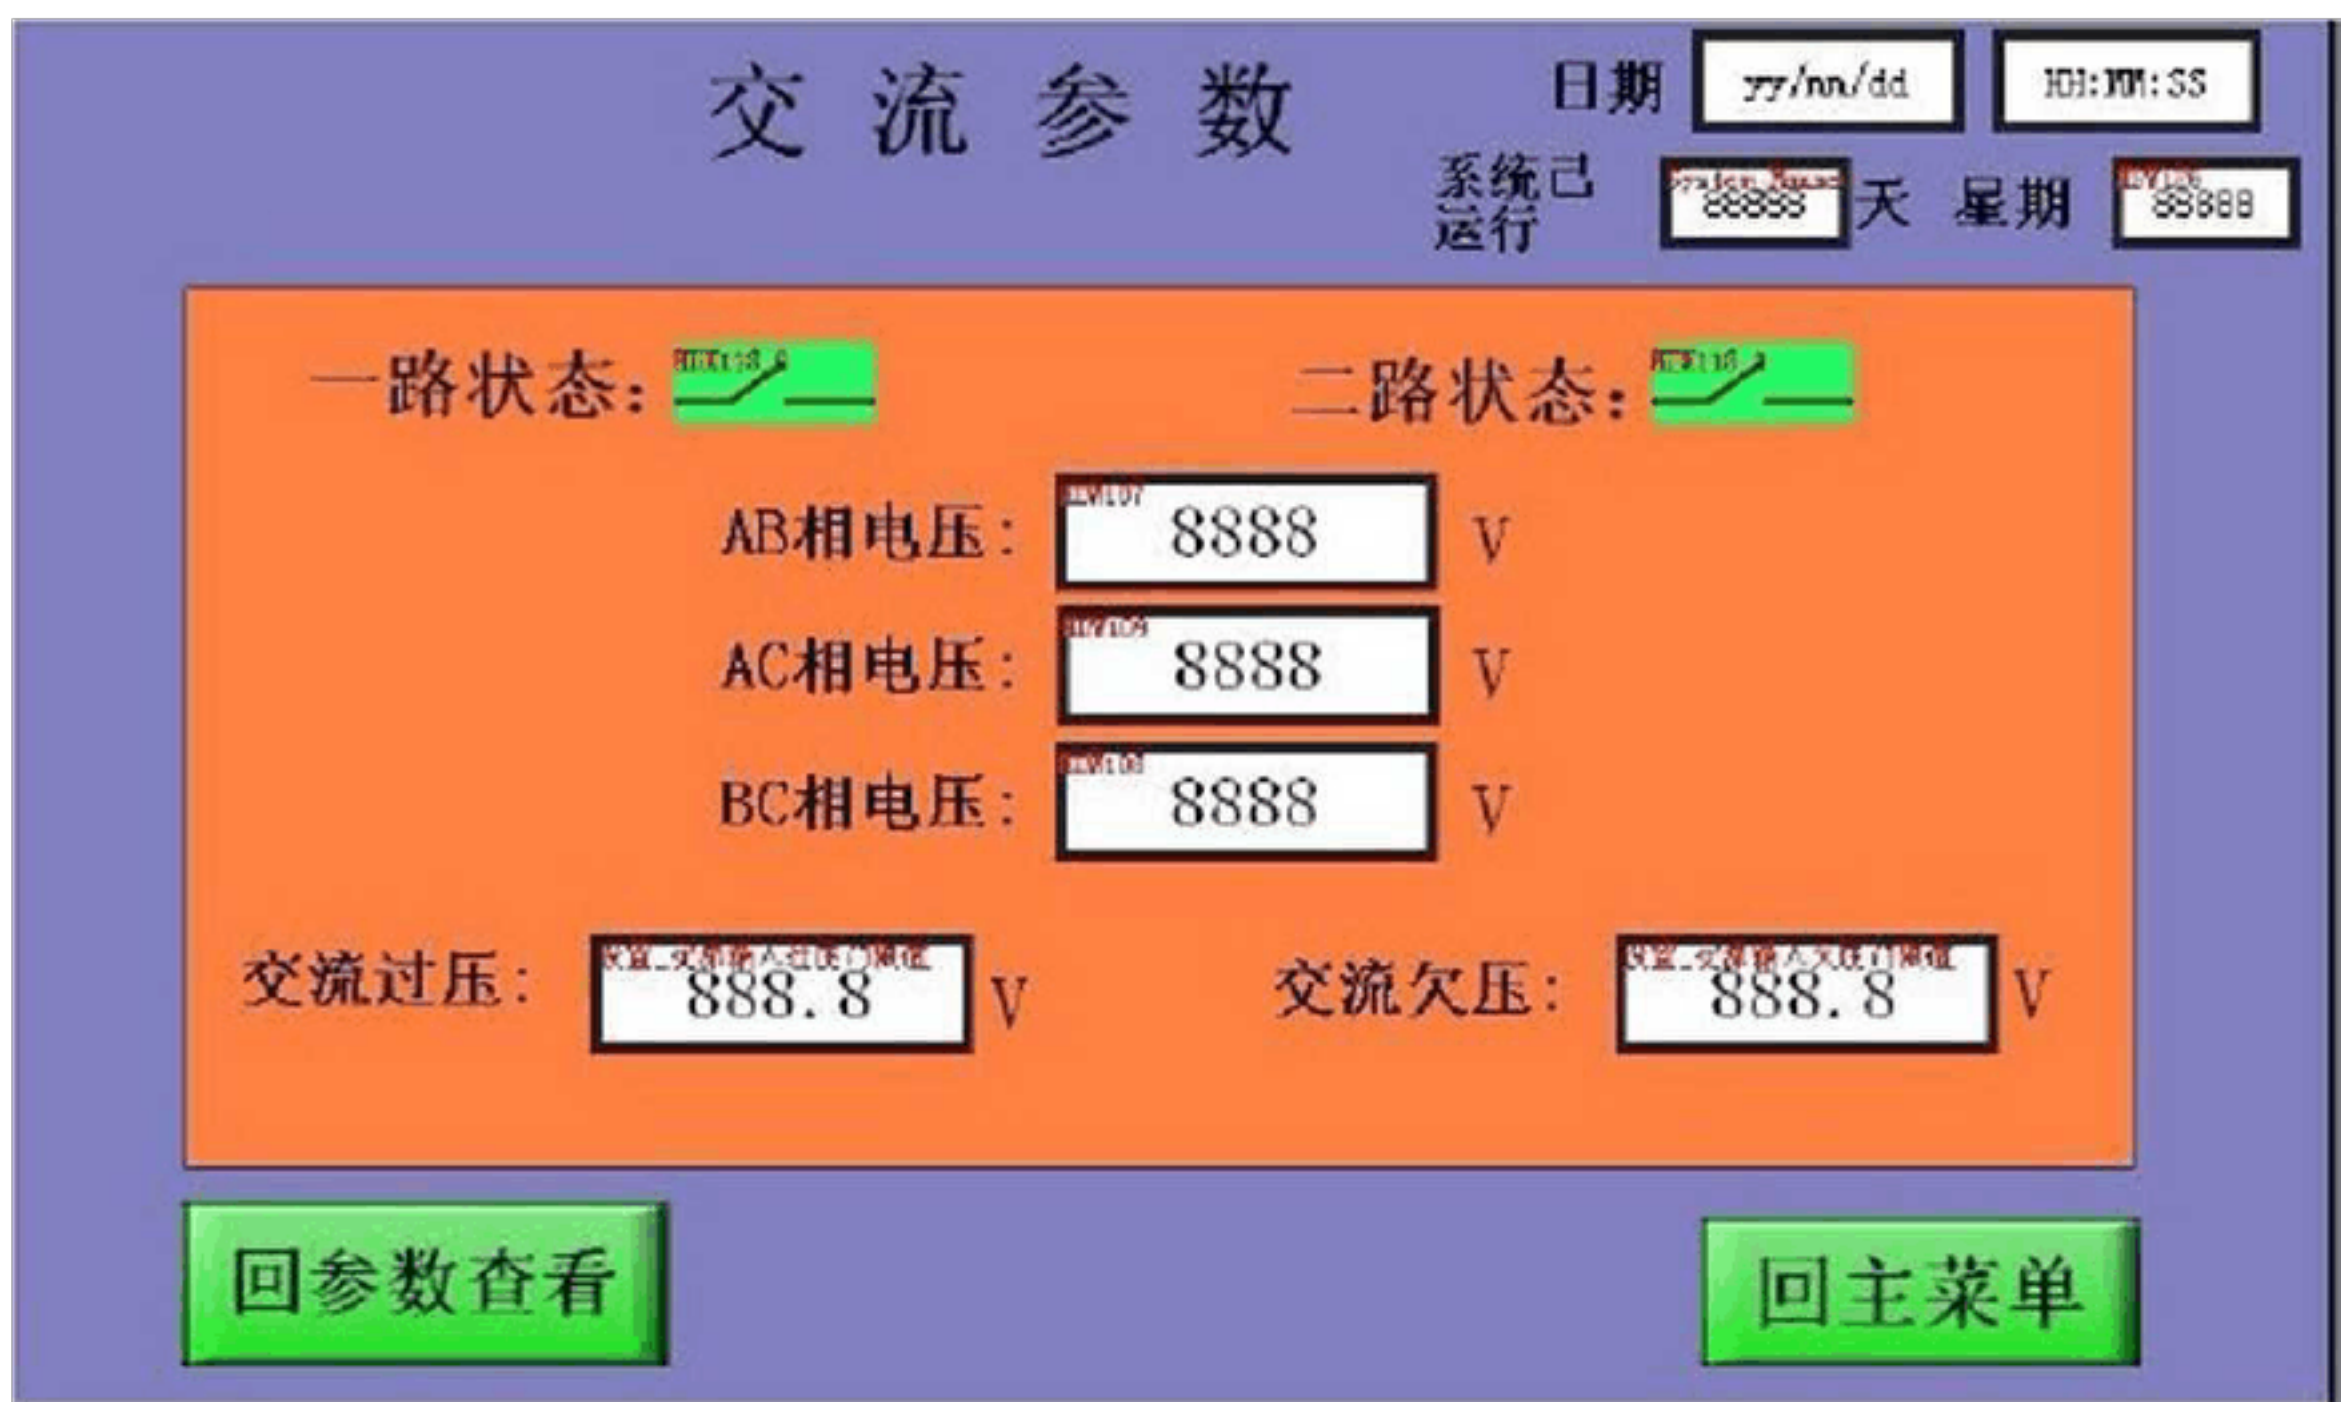 交流参数
日期 yy/nn/dd HH:MM:SS
系统己
运行
88888 天 星期 88888
一路状态: 二路状态:
AB相电压: 8888 V
AC相电压: 8888 V
BC相电压: 8888 V
交流过压: 888.8 V 交流欠压: 888.8 V
回参数查看 回主菜单